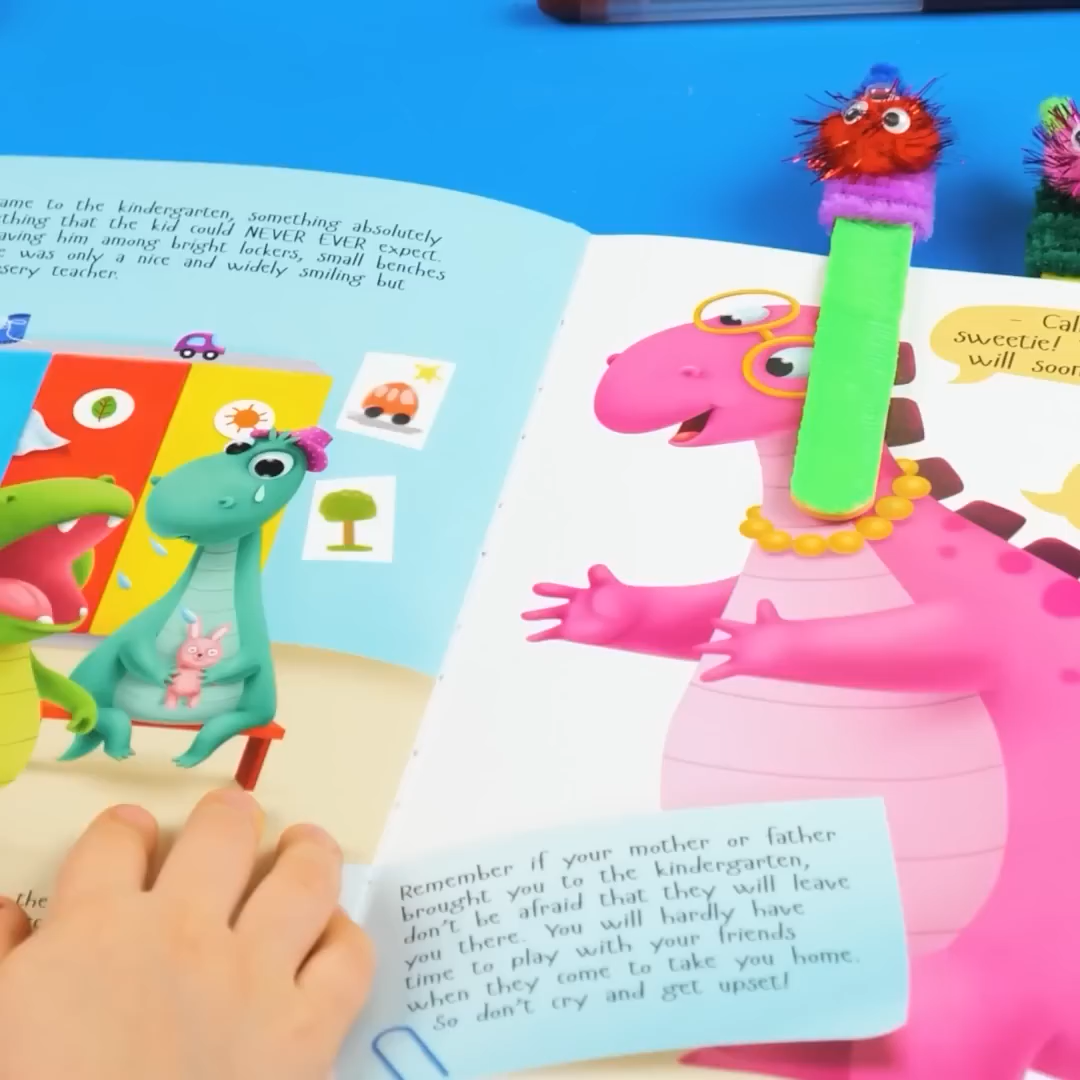 ame to the kindergarten, something absolutely
thing that the kid could NEVER EVER expect.
aving him among bright lockers, small benches
e was only a nice and widely smiling but
sery teacher.
- Cal
sweetie!
will soon
the
Remember if your mother or father
brought you to the kindergarten,
don't be afraid that they will leave
you there. You will hardly have
time to play with your friends
when they come to take you home.
So don't cry and get upset!